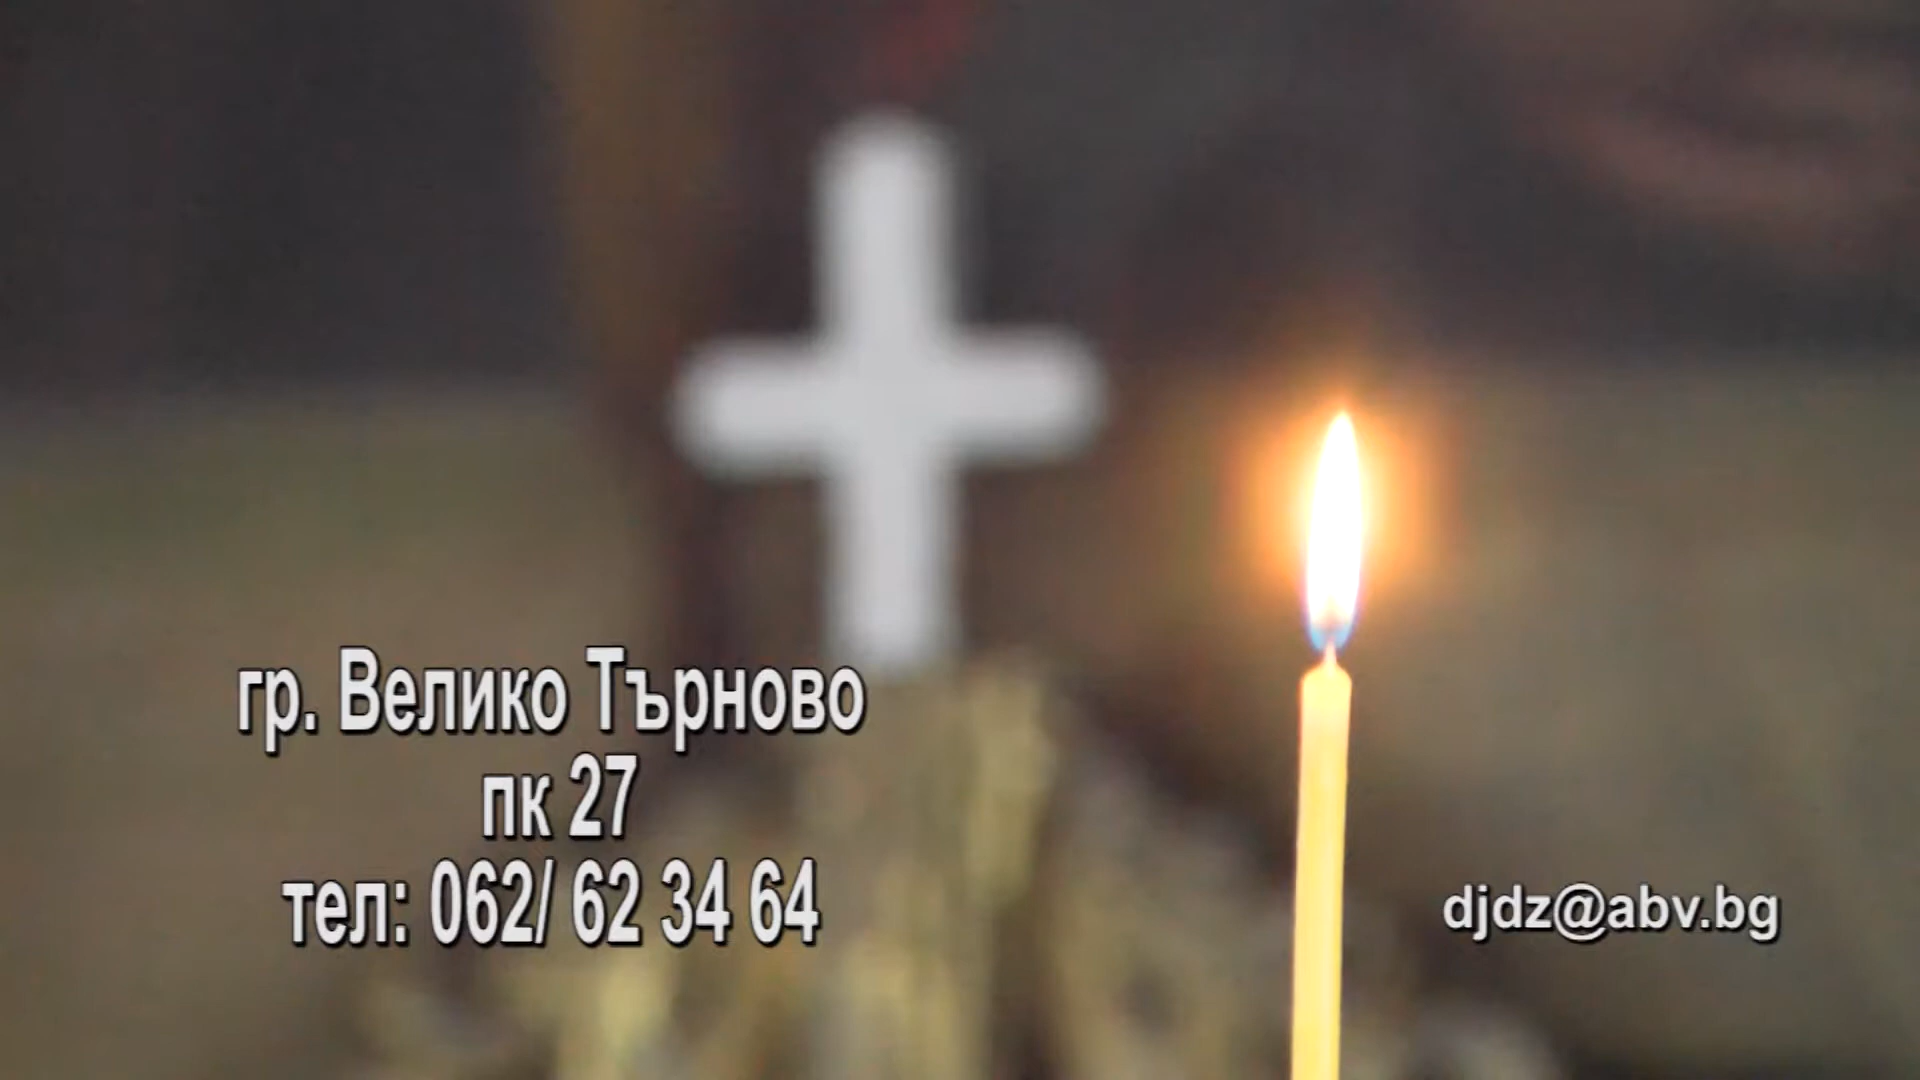 гр. Велико Търново
пк 27
тел: 062/ 62 34 64
djdz@abv.bg